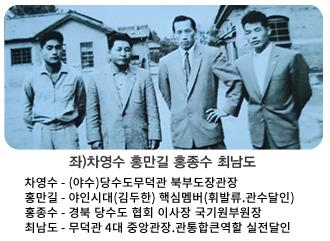 좌)차영수 홍만길 홍종수 최남도
차영수 - (야수)당수도무덕관 북부도장관장
홍만길 - 야인시대(김두한) 핵심멤버(휘발류.관수달인)
홍종수 - 경북 당수도 협회 이사장 국기원부원장
최남도 - 무덕관 4대 중앙관장.관통합큰역할 실전달인